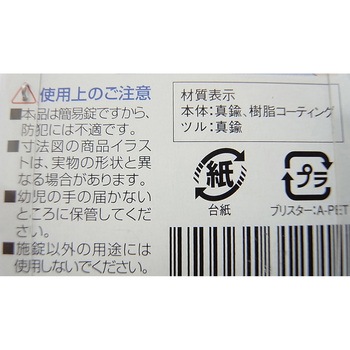 使用上のご注意
■本品は簡易錠ですから、
防犯には不適です。
■寸法図の商品イラス
トは、実物の形状と異
なる場合があります。
■幼児の手の届かない
ところに保管してくだ
さい。
■施錠以外の用途には
使用しないでください。
材質表示
本体：真鍮、樹脂コーティング
ツル：真鍮
紙
台紙
プラ
ブリスター：A-PET